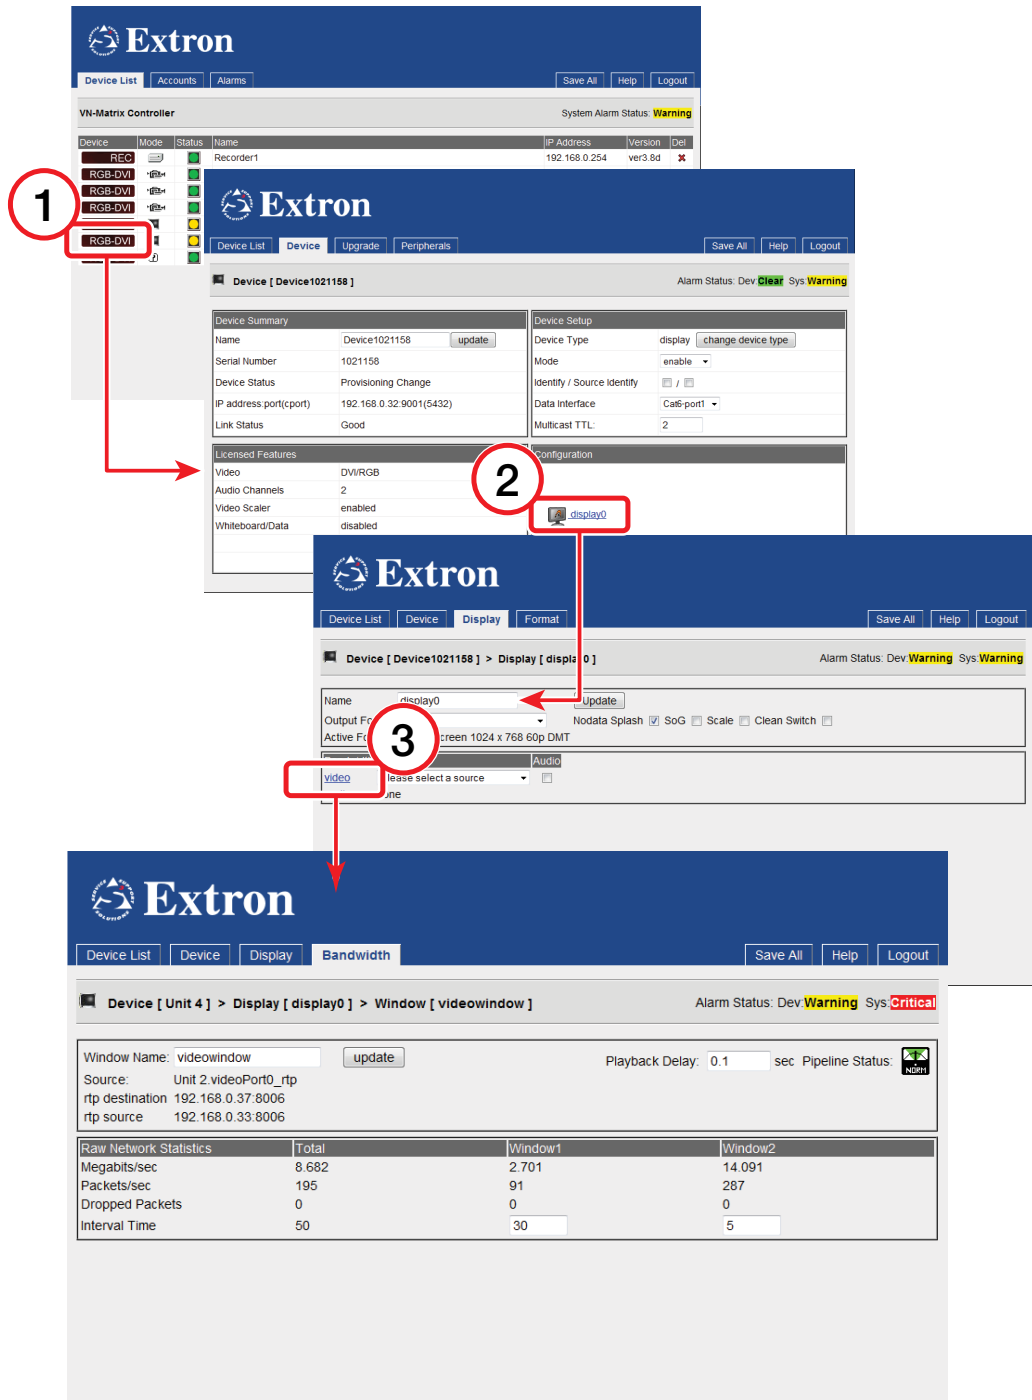 Extron
Device List Accounts Alarms Save All Help Logout
VN-Matrix Controller System Alarm Status: Warning
Device Mode Status Name IP Address Version Del
REC Recorder1 192.168.0.254 ver3.8d
RGB-DVI
RGB-DVI
RGB-DVI
RGB-DVI
1
Extron
Device List Device Upgrade Peripherals Save All Help Logout
Device [ Device1021158 ] Alarm Status: Dev:Clear Sys:Warning
Device Summary Device Setup
Name Device1021158 update Device Type display change device type
Serial Number 1021158 Mode enable
Device Status Provisioning Change Identify / Source Identify /
IP address:port(cport) 192.168.0.32:9001(5432) Data Interface Cat6-port1
Link Status Good Multicast TTL: 2
Licensed Features Configuration
Video DVI/RGB
Audio Channels 2
Video Scaler enabled
Whiteboard/Data disabled
display0
2
Extron
Device List Device Display Format Save All Help Logout
Device [ Device1021158 ] > Display [ display0 ] Alarm Status: Dev:Warning Sys:Warning
Name display0 Update
Output Fo Nodata Splash SoG Scale Clean Switch
Active Fo creen 1024 x 768 60p DMT
Audio
video lease select a source
one
3
Extron
Device List Device Display Bandwidth Save All Help Logout
Device [ Unit 4 ] > Display [ display0 ] > Window [ videowindow ] Alarm Status: Dev:Warning Sys:Critical
Window Name: videowindow update Playback Delay: 0.1 sec Pipeline Status: NORM
Source: Unit 2.videoPort0_rtp
rtp destination 192.168.0.37:8006
rtp source 192.168.0.33:8006
Raw Network Statistics Total Window1 Window2
Megabits/sec 8.682 2.701 14.091
Packets/sec 195 91 287
Dropped Packets 0 0 0
Interval Time 50 30 5